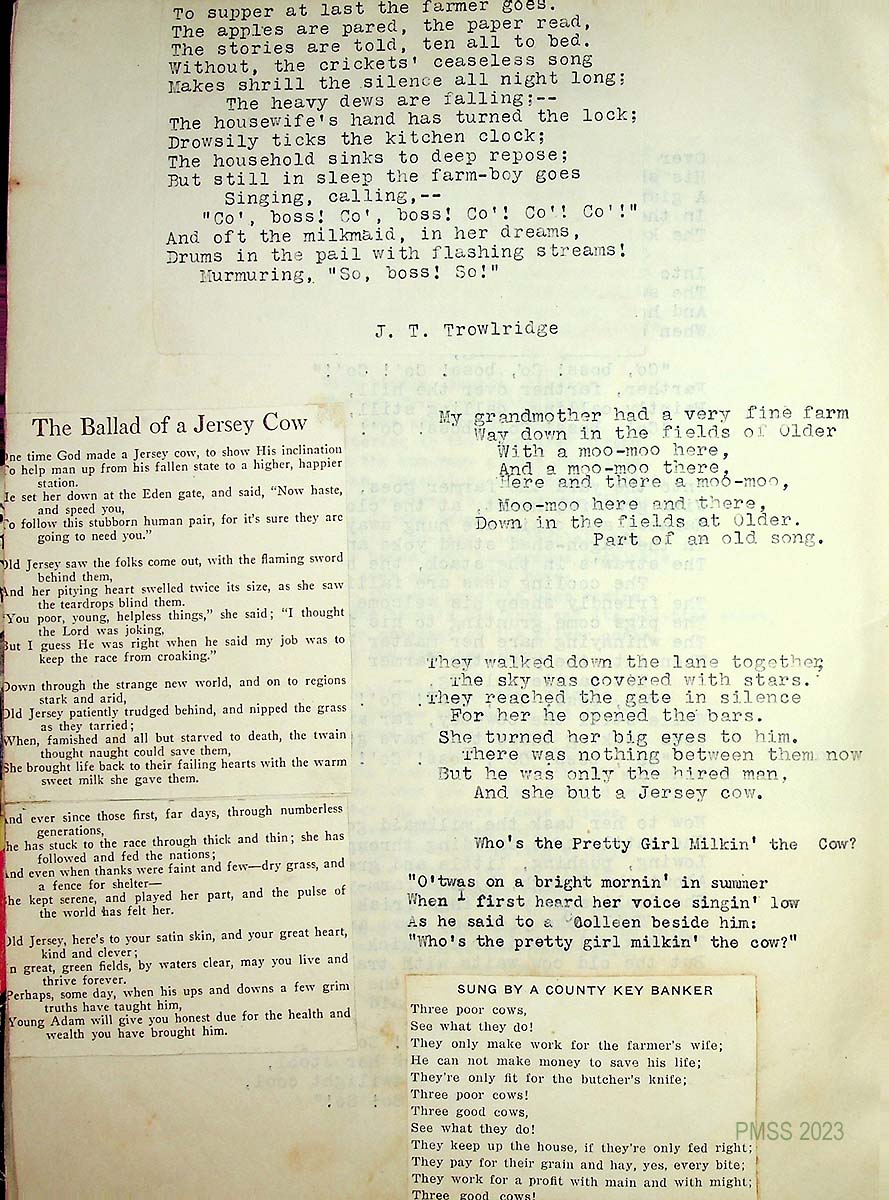 To supper at last the farmer goes.
The apples are pared, the paper read,
The stories are told, ten all to bed.
Without, the crickets' ceaseless song
Makes shrill the silence all night long;
The heavy dews are falling;--
The housewife's hand has turned the lock;
Drowsily ticks the kitchen clock;
The household sinks to deep repose;
But still in sleep the farm-boy goes
Singing, calling,--
"Co', boss! Co', boss! Co'! Co'! Co'!"
And oft the milkmaid, in her dreams,
Drums in the pail with flashing streams!
Murmuring, "So, boss! So!"
J. T. Trowlridge
The Ballad of a Jersey Cow
One time God made a Jersey cow, to show His inclination
To help man up from his fallen state to a higher, happier
station.
He set her down at the Eden gate, and said, "Now haste,
and speed you,
To follow this stubborn human pair, for it's sure they are
going to need you."
Old Jersey saw the folks come out, with the flaming sword
behind them,
And her pitying heart swelled twice its size, as she saw
the teardrops blind them.
"You poor, young, helpless things," she said; "I thought
the Lord was joking,
But I guess He was right when he said my job was to
keep the race from croaking."
Down through the strange new world, and on to regions
stark and arid,
Old Jersey patiently trudged behind, and nipped the grass
as they tarried;
When, famished and all but starved to death, the twain
thought naught could save them,
She brought life back to their failing hearts with the warm
sweet milk she gave them.
And ever since those first, far days, through numberless
generations,
She has stuck to the race through thick and thin; she has
followed and fed the nations;
And even when thanks were faint and few—dry grass, and
a fence for shelter—
She kept serene, and played her part, and the pulse of
the world has felt her.
Old Jersey, here's to your satin skin, and your great heart,
kind and clever;
In great, green fields, by waters clear, may you live and
thrive forever.
Perhaps, some day, when his ups and downs a few grim
truths have taught him,
Young Adam will give you honest due for the health and
wealth you have brought him.
My grandmother had a very fine farm
Way down in the fields of Older
With a moo-moo here,
And a moo-moo there,
Here and there a moo-moo,
Moo-moo here and there,
Down in the fields at Older.
Part of an old song.
They walked down the lane together,
The sky was covered with stars.
They reached the gate in silence
For her he opened the bars.
She turned her big eyes to him.
There was nothing between them now
But he was only the hired man,
And she but a Jersey cow.
Who's the Pretty Girl Milkin' the Cow?
"O'twas on a bright mornin' in summer
When I first heard her voice singin' low
As he said to a Colleen beside him:
"Who's the pretty girl milkin' the cow?"
SUNG BY A COUNTY KEY BANKER
Three poor cows,
See what they do!
They only make work for the farmer's wife;
He can not make money to save his life;
They're only fit for the butcher's knife;
Three poor cows!
Three good cows,
See what they do!
They keep up the house, if they're only fed right;
They pay for their grain and hay, yes, every bite;
They work for a profit with main and with might;
Three good cows!
PMSS 2023